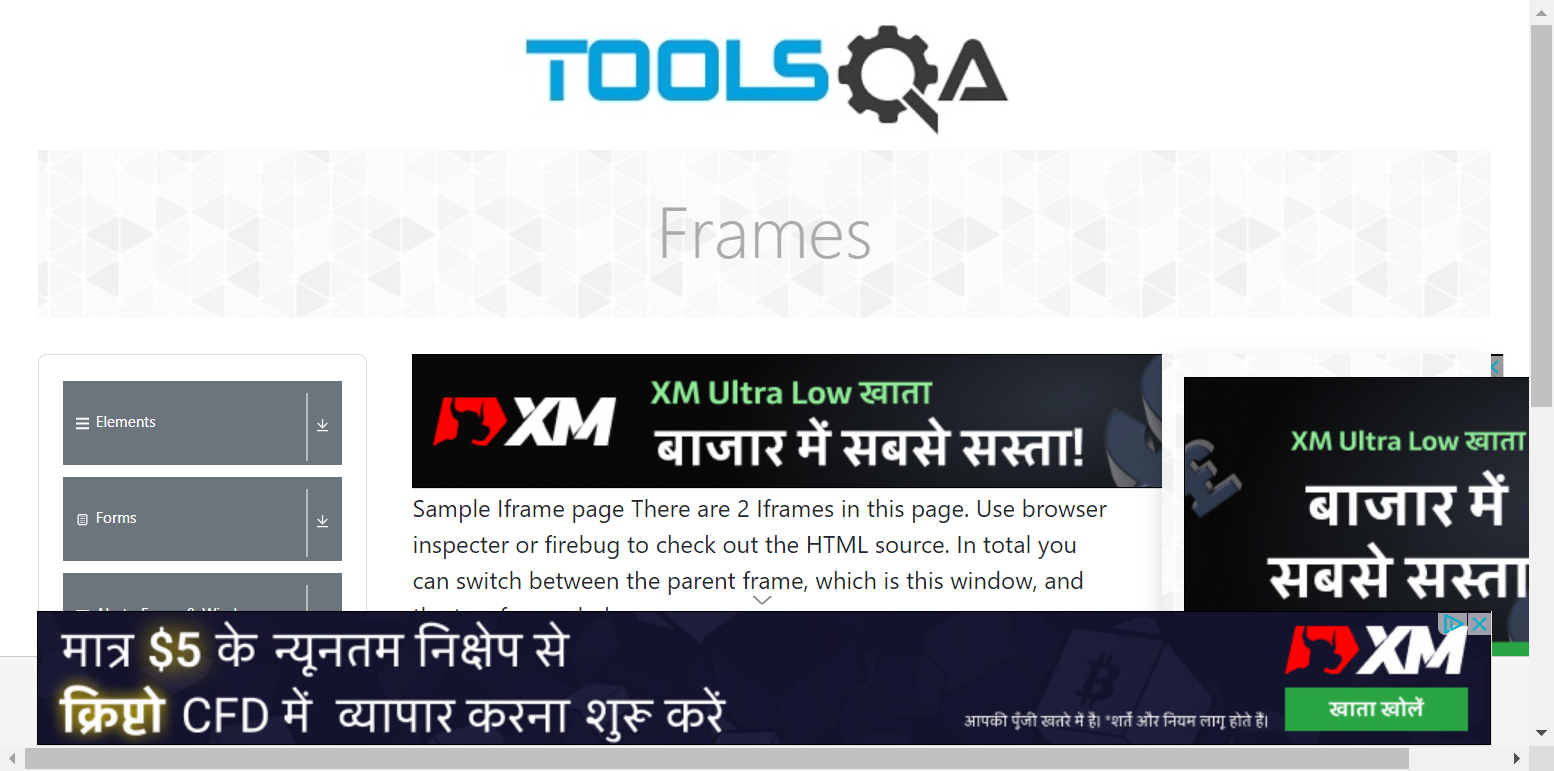 TOOLSQA
Frames
Elements
Forms
XM
XM Ultra Low खाता
बाजार में सबसे सस्ता!
Sample Iframe page There are 2 Iframes in this page. Use browser
inspecter or firebug to check out the HTML source. In total you
can switch between the parent frame, which is this window, and
XM Ultra Low खाता
बाजार में
सबसे सस्ता
मात्र $5 के न्यूनतम निक्षेप से
क्रिप्टो CFD में व्यापार करना शुरू करें
आपकी पूँजी खतरे में है। *शर्तें और नियम लागू होते हैं।
XM
खाता खोलें